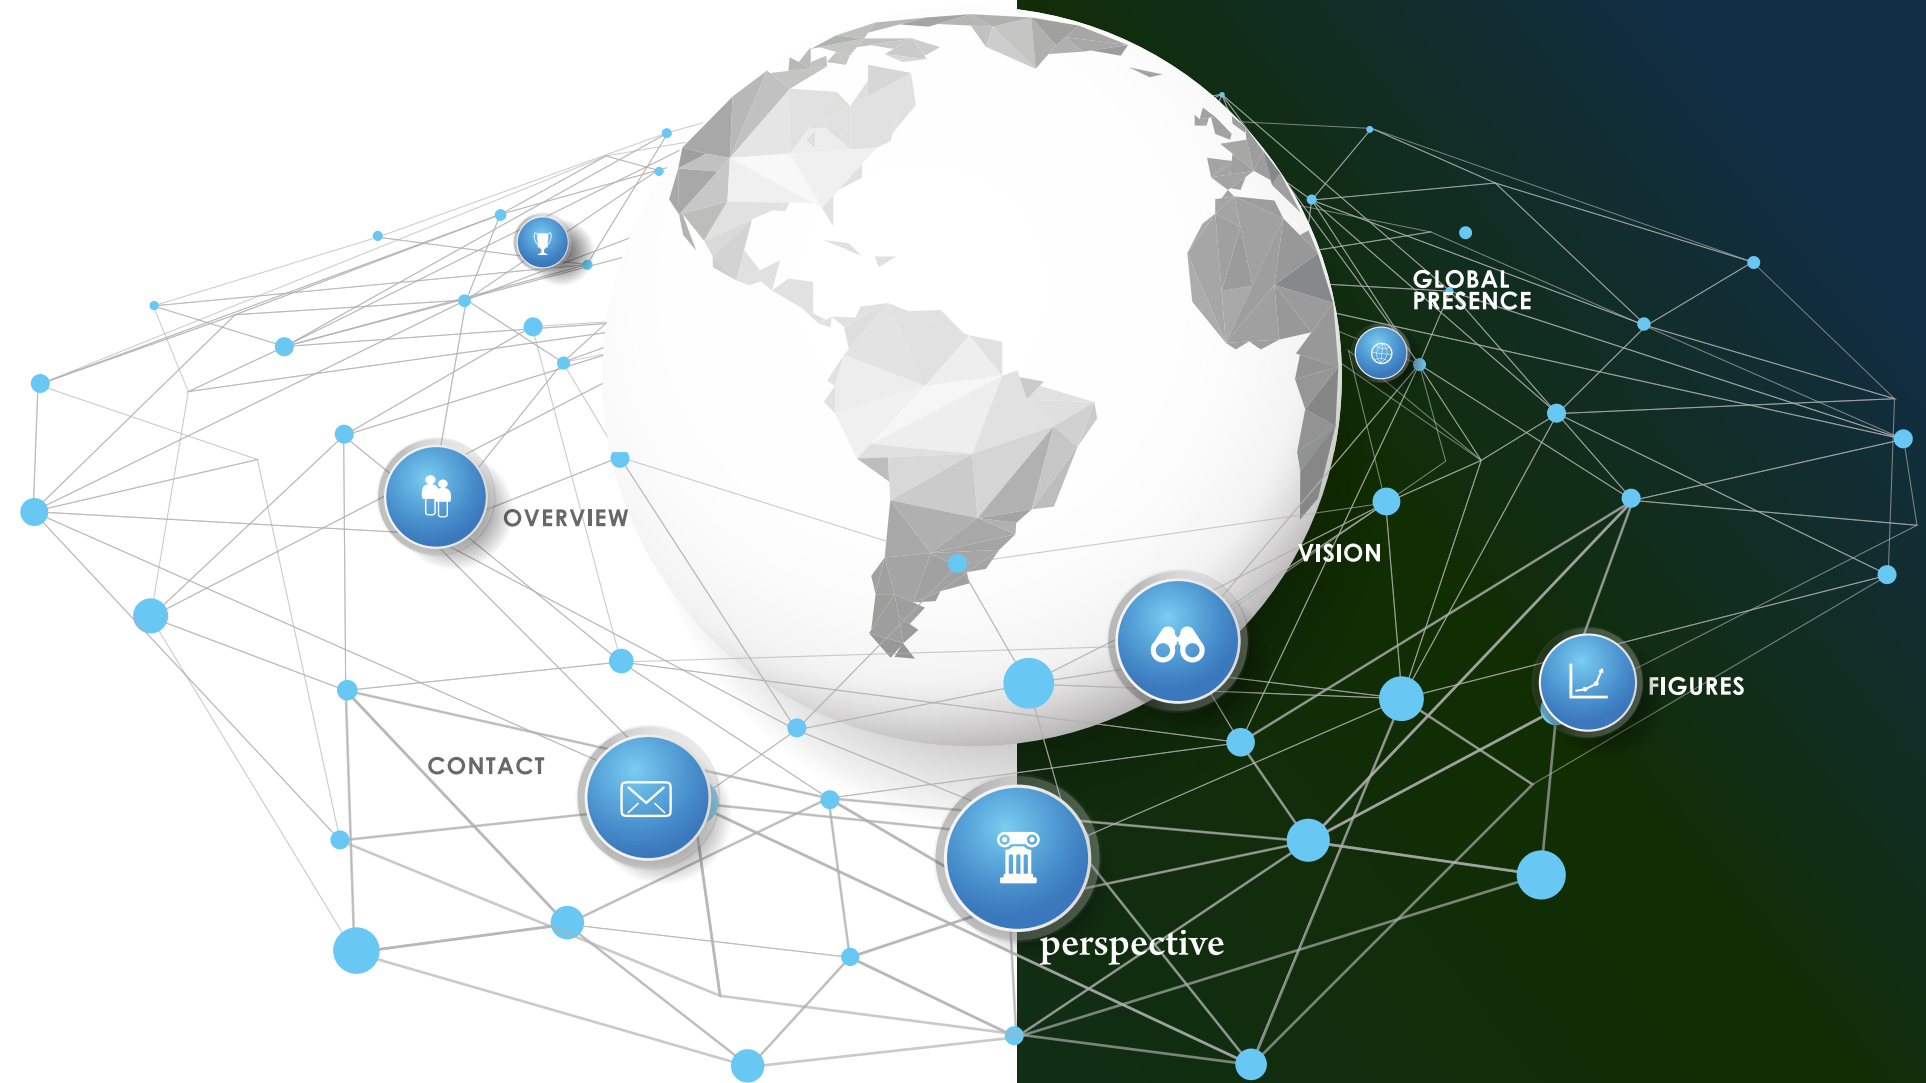 GLOBAL
PRESENCE
OVERVIEW
VISION
FIGURES
CONTACT
perspective